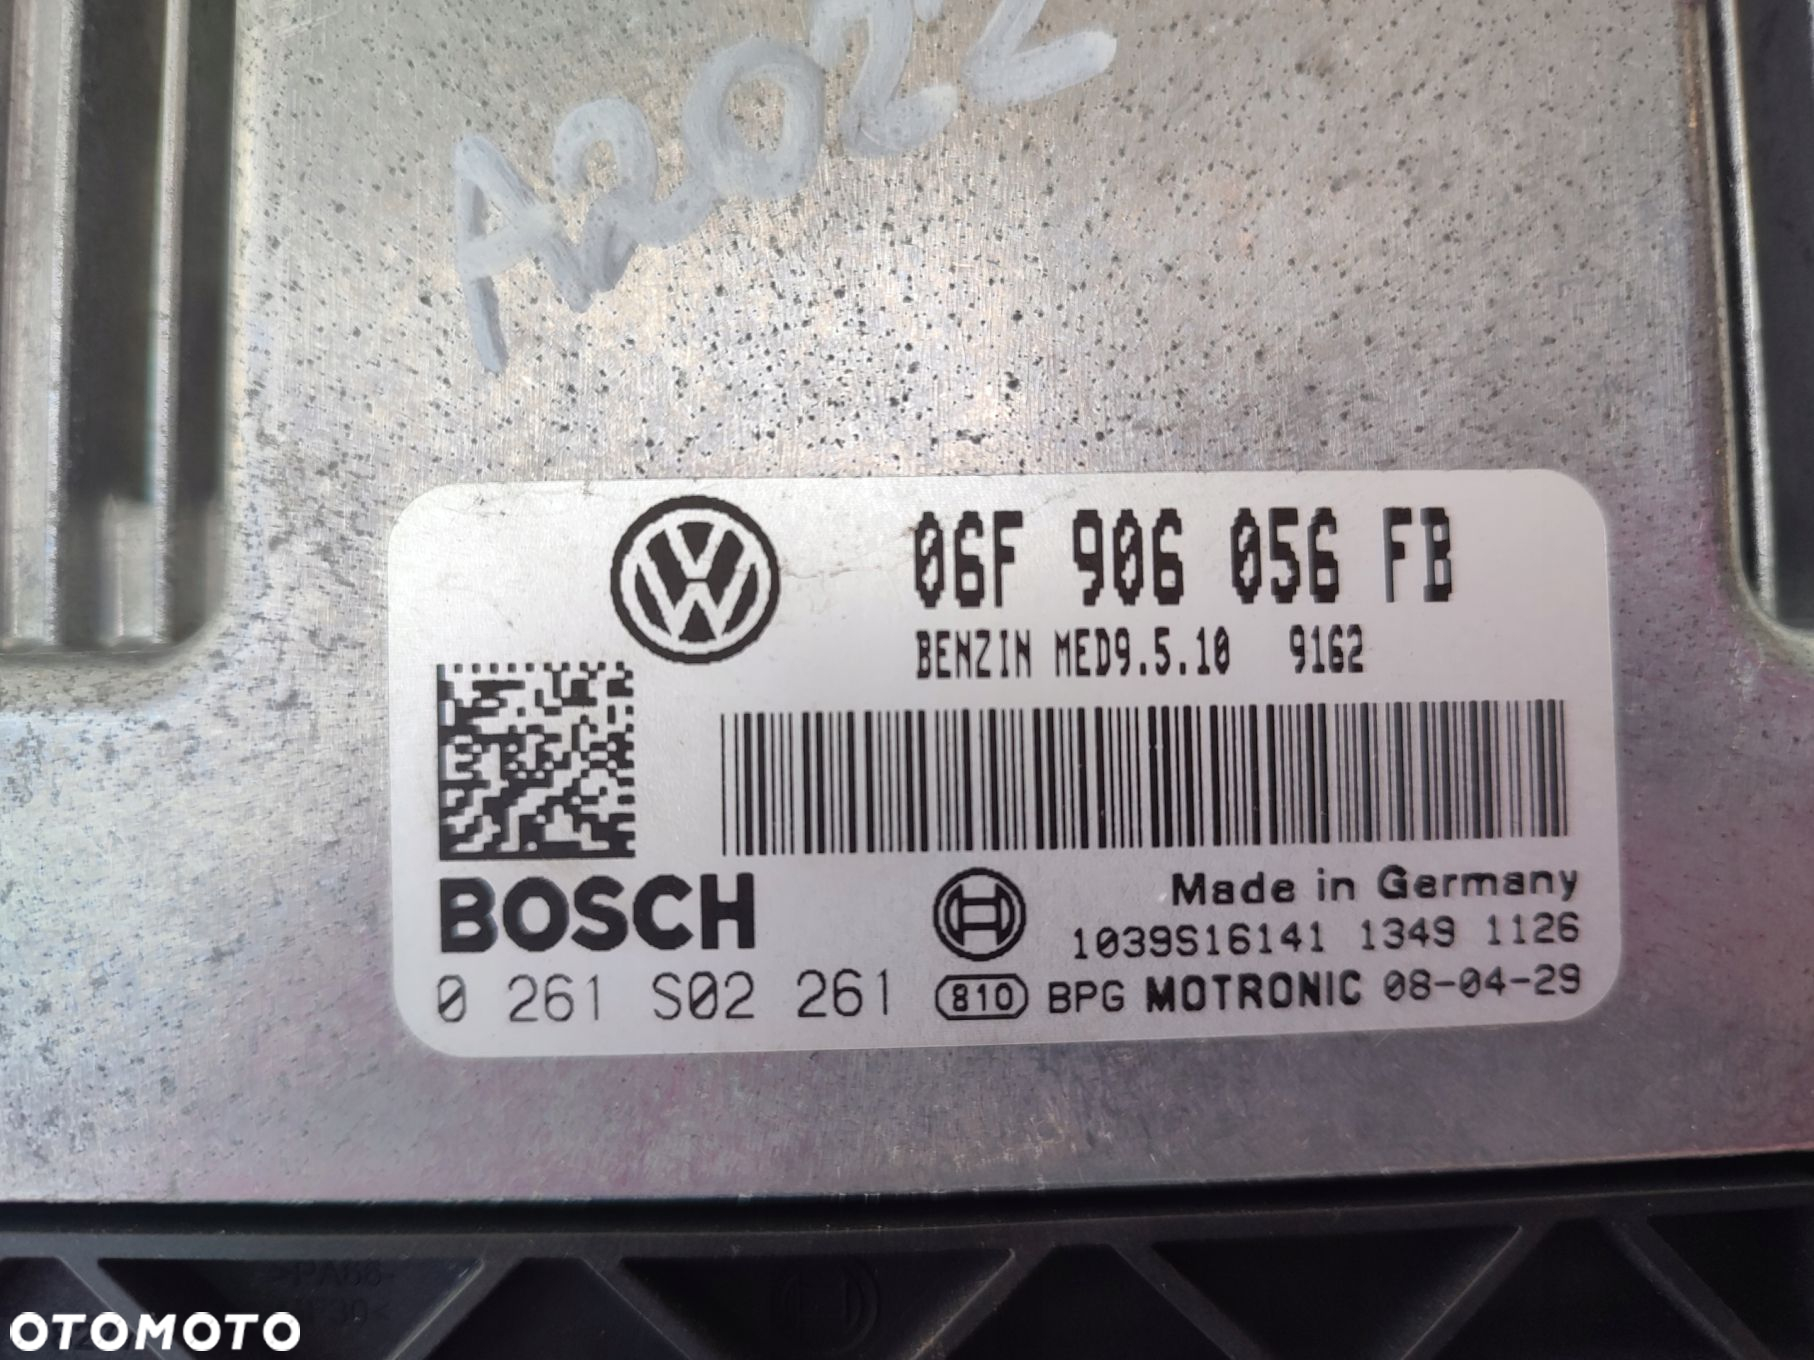 A2022
06F 906 056 FB
BENZIN MED9.5.10 9162
BOSCH
Made in Germany
1039S16141 1349 1126
0 261 S02 261
810 BPG MOTRONIC 08-04-29
>PA66-
OTOMOTO